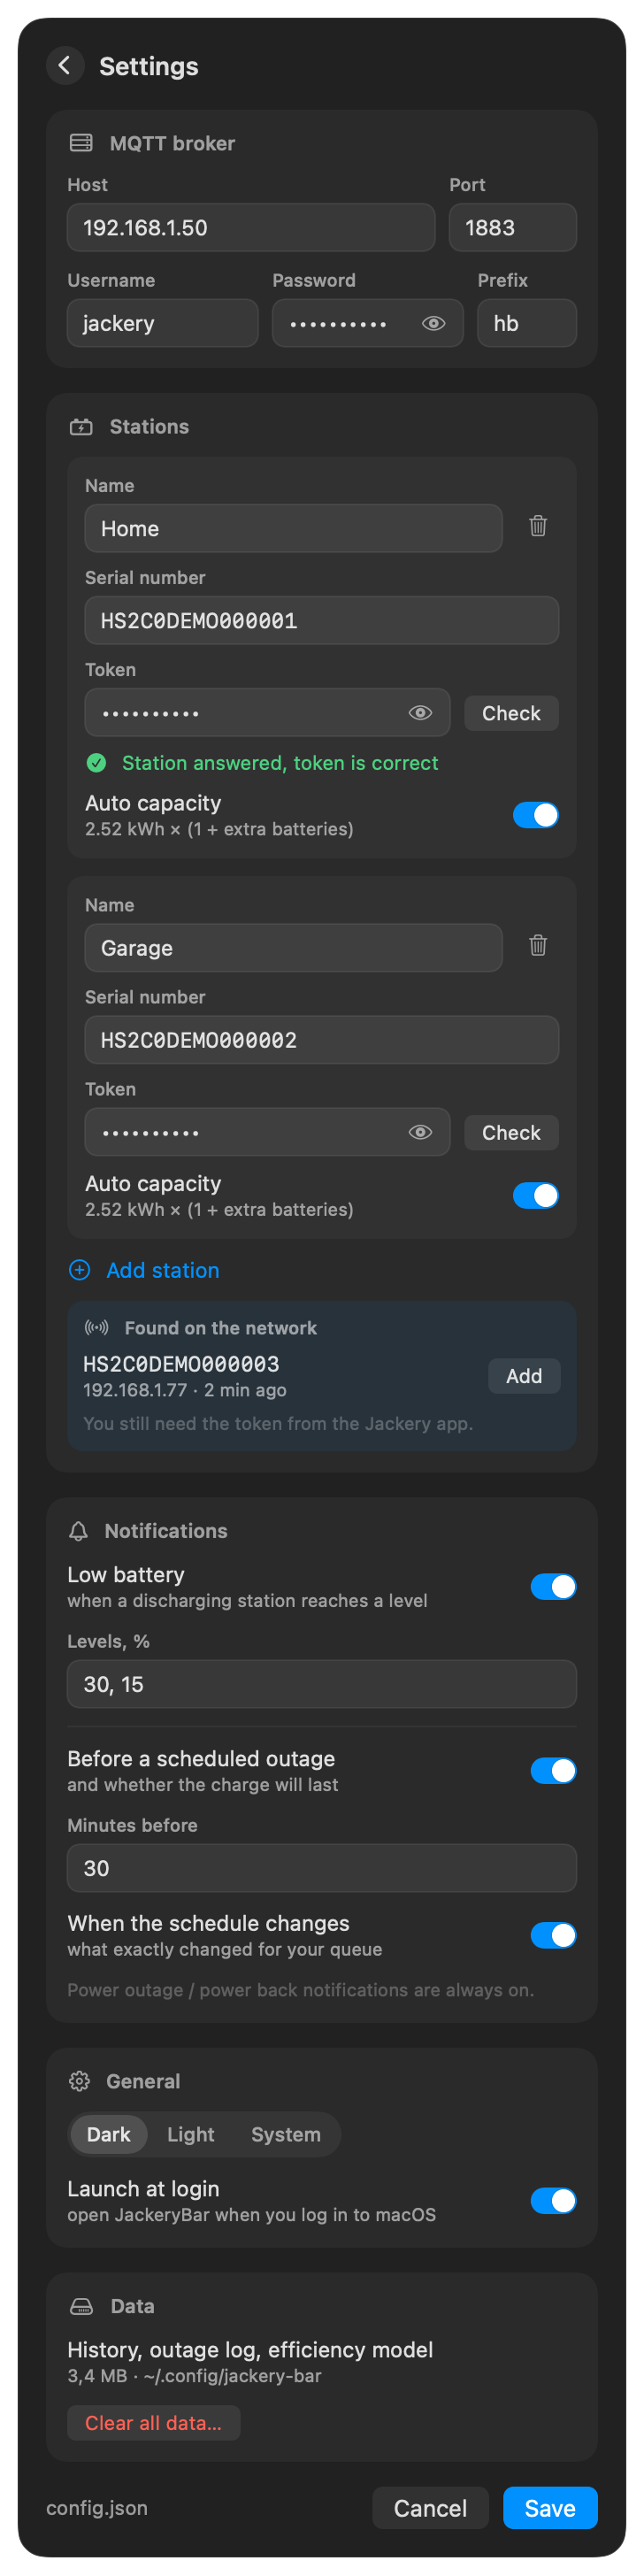 Settings
MQTT broker
Host Port
192.168.1.50 1883
Username Password Prefix
jackery •••••••••• hb
Stations
Name
Home
Serial number
HS2C0DEMO000001
Token
•••••••••• Check
Station answered, token is correct
Auto capacity
2.52 kWh × (1 + extra batteries)
Name
Garage
Serial number
HS2C0DEMO000002
Token
•••••••••• Check
Auto capacity
2.52 kWh × (1 + extra batteries)
Add station
Found on the network
HS2C0DEMO000003
192.168.1.77 · 2 min ago
Add
You still need the token from the Jackery app.
Notifications
Low battery
when a discharging station reaches a level
Levels, %
30, 15
Before a scheduled outage
and whether the charge will last
Minutes before
30
When the schedule changes
what exactly changed for your queue
Power outage / power back notifications are always on.
General
Dark Light System
Launch at login
open JackeryBar when you log in to macOS
Data
History, outage log, efficiency model
3,4 MB · ~/.config/jackery-bar
Clear all data...
config.json Cancel Save